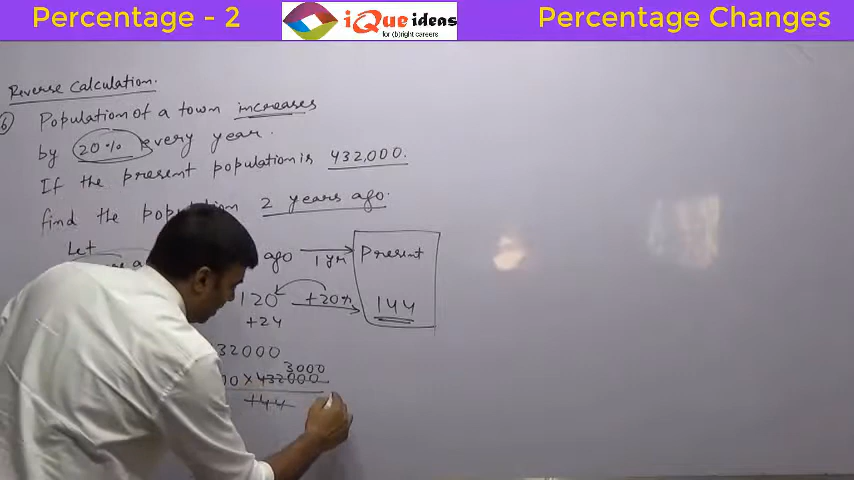 Percentage - 2
iQue ideas
for (b)right careers
Percentage Changes
Reverse Calculation.
6
Population of a town increases
by 20% every year.
If the present population is 432,000.
find the 2 years ago.
Let
ago 1 yr Present
120 +20% 144
+24
32000
3000
00 × 432000
144